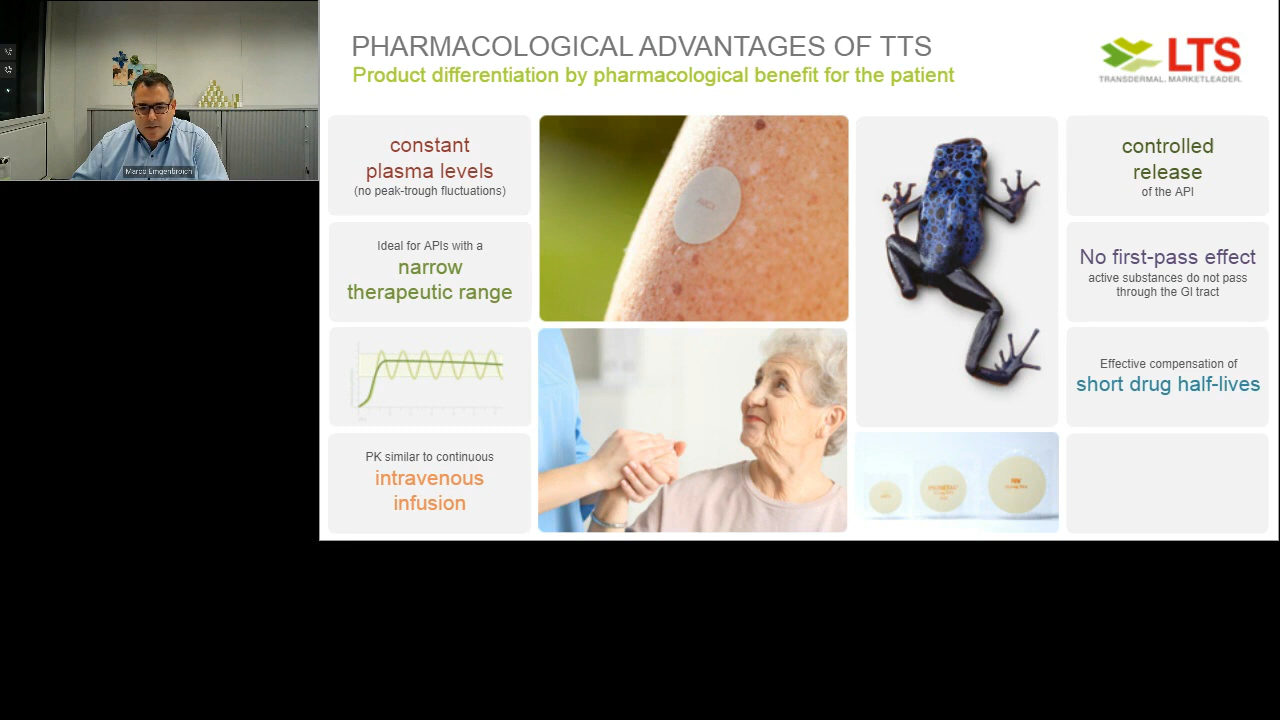 PHARMACOLOGICAL ADVANTAGES OF TTS
Product differentiation by pharmacological benefit for the patient
LTS
TRANSDERMAL. MARKETLEADER.
Marco Emgenbroich
constant
plasma levels
(no peak-trough fluctuations)
Ideal for APIs with a
narrow
therapeutic range
PK similar to continuous
intravenous
infusion
controlled
release
of the API
No first-pass effect
active substances do not pass
through the GI tract
Effective compensation of
short drug half-lives